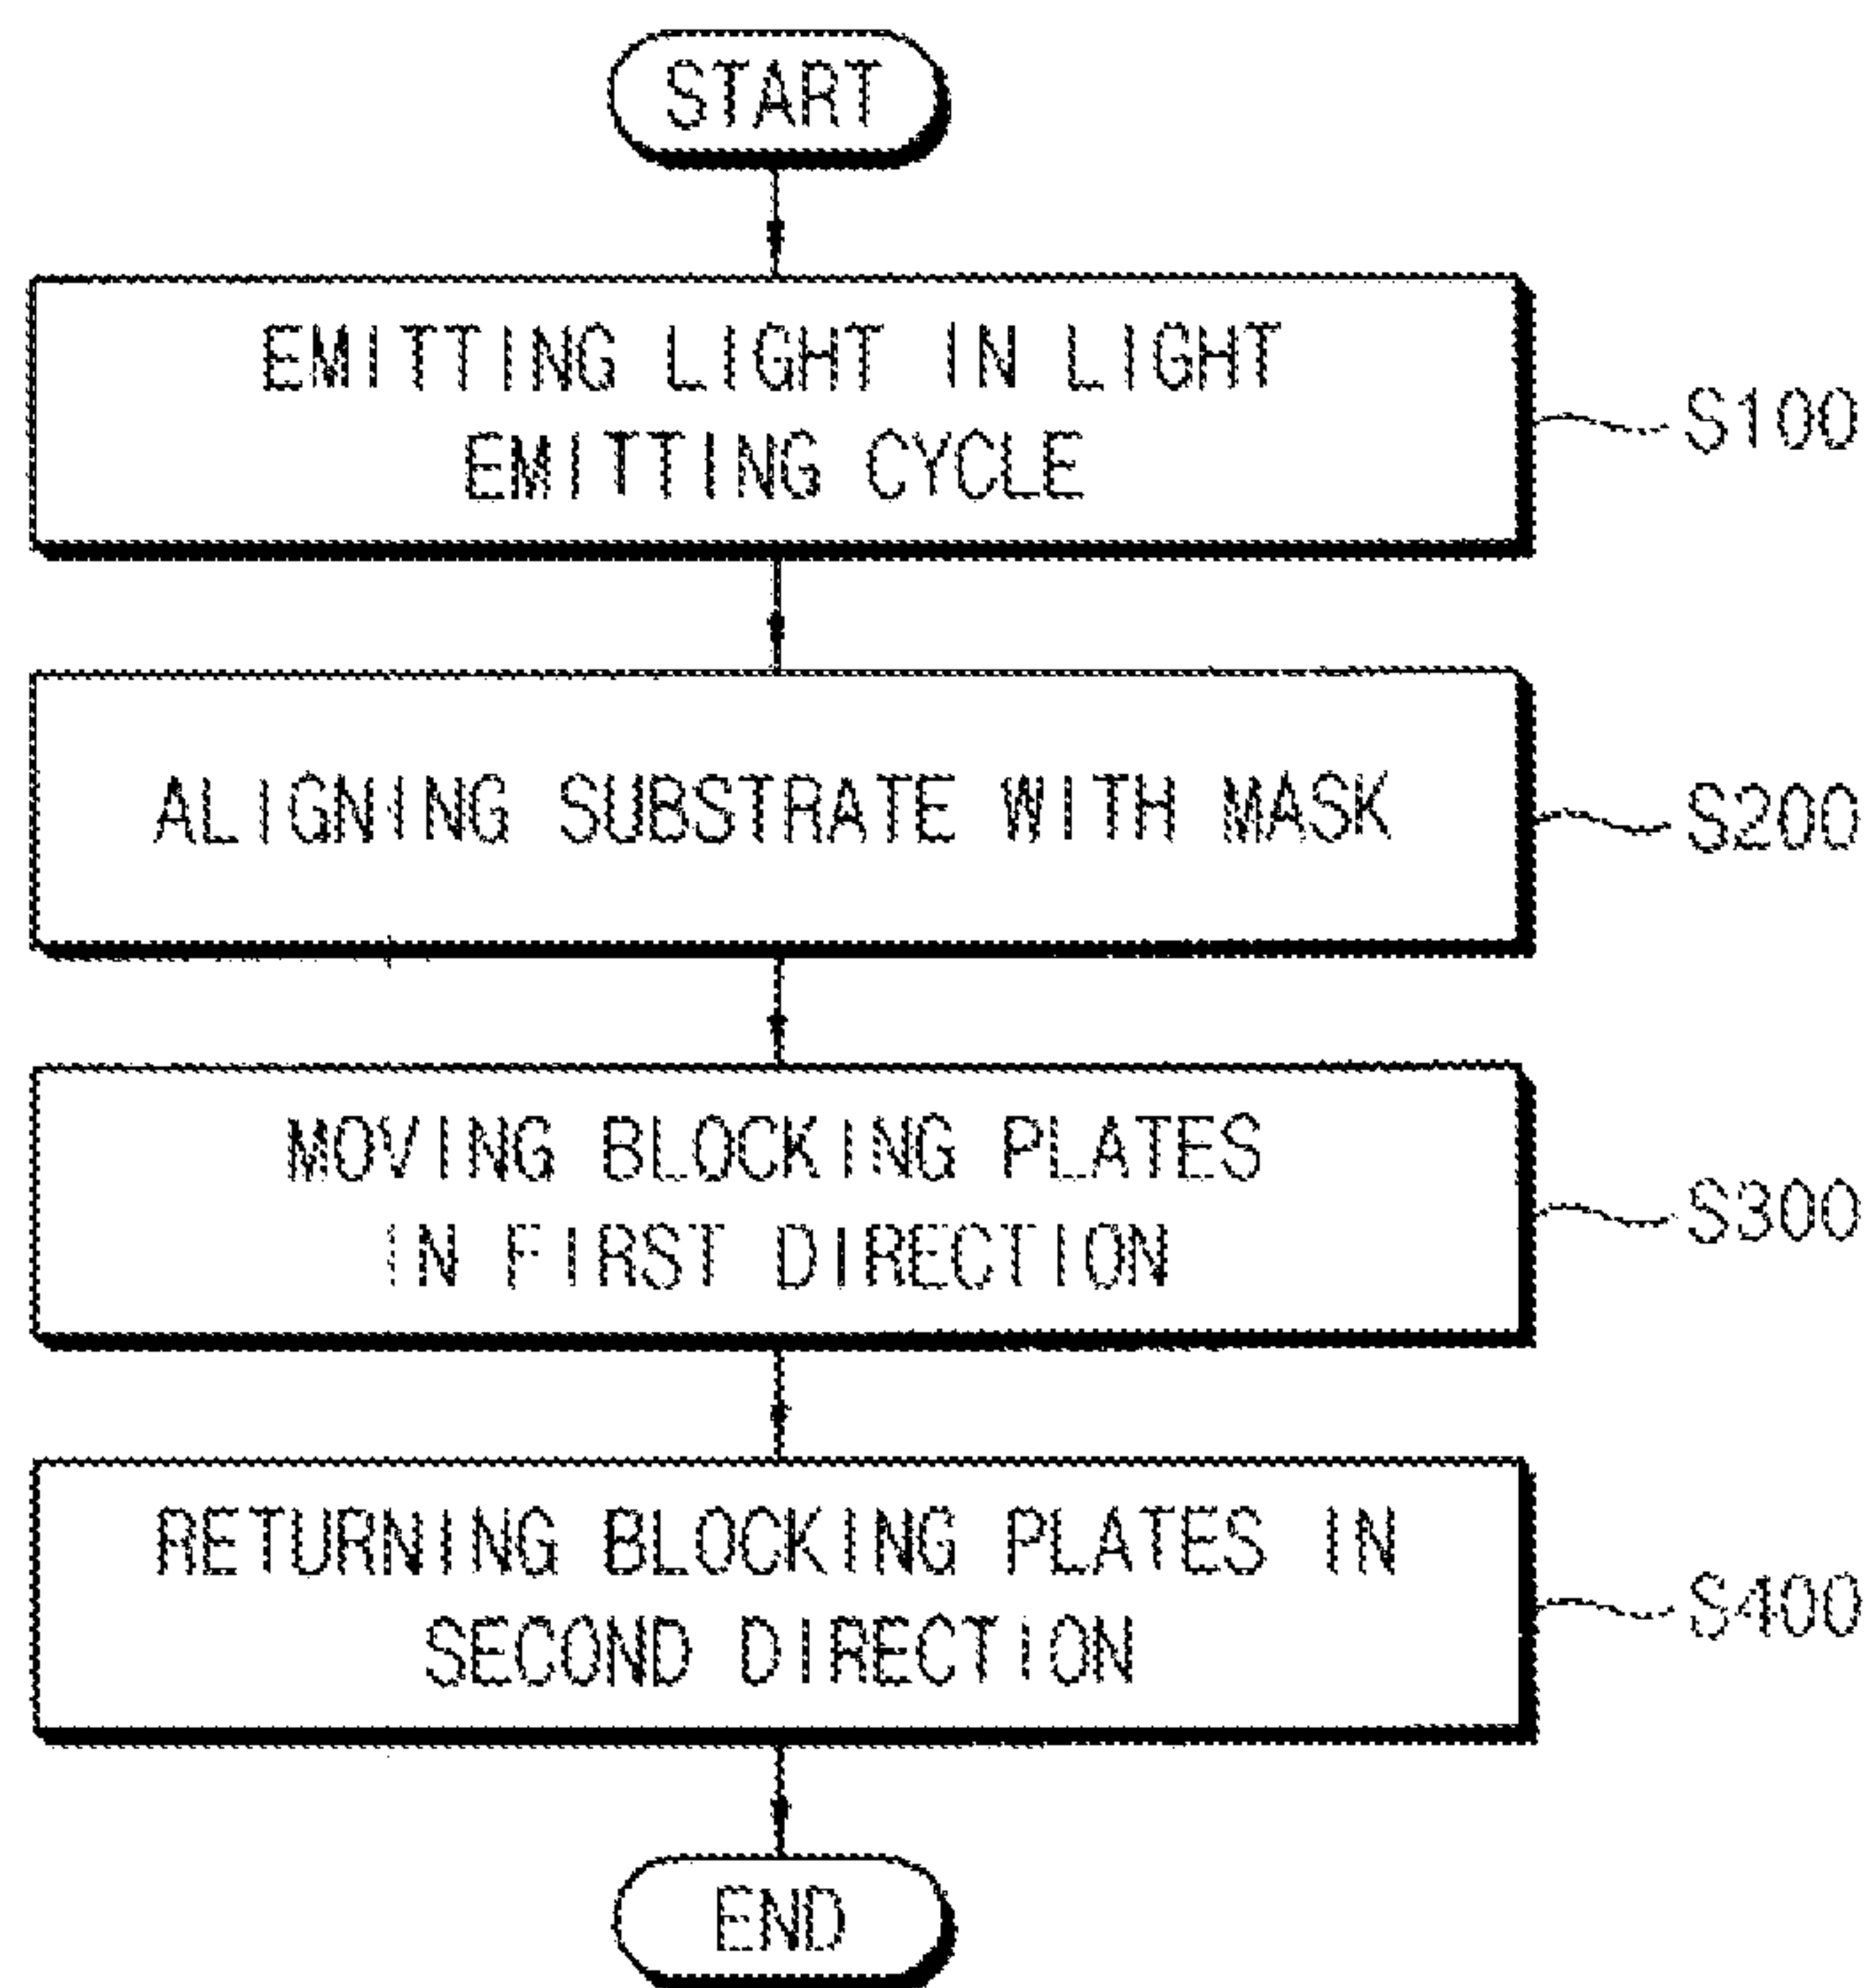 START
EMITTING LIGHT IN LIGHT
EMITTING CYCLE
S100
ALIGNING SUBSTRATE WITH MASK
S200
MOVING BLOCKING PLATES
IN FIRST DIRECTION
S300
RETURNING BLOCKING PLATES IN
SECOND DIRECTION
S400
END